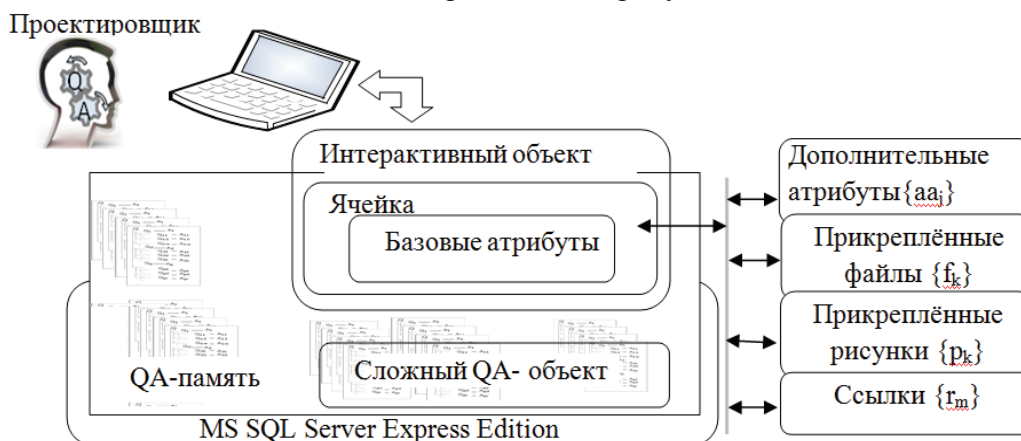 Проектировщик
Q
A
Интерактивный объект
Ячейка
Базовые атрибуты
Дополнительные
атрибуты{aaj}
Прикреплённые
файлы {fk}
Прикреплённые
рисунки {pk}
Ссылки {rm}
QA-память
Сложный QA- объект
MS SQL Server Express Edition